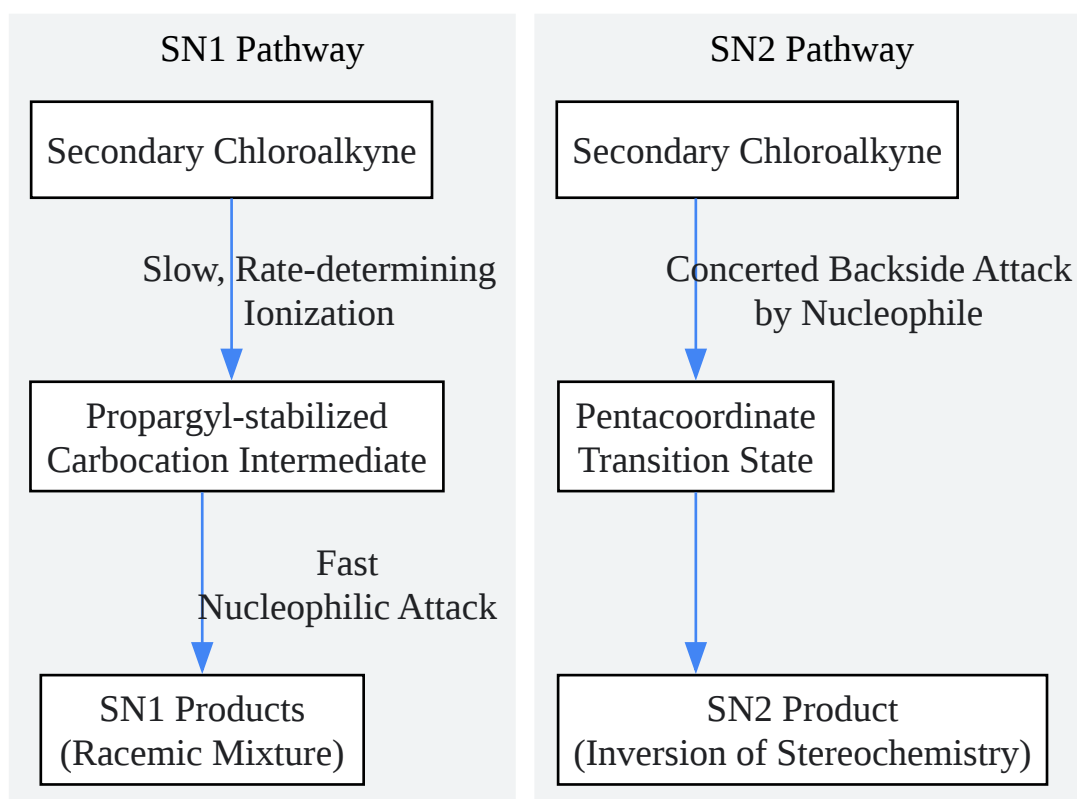 SN1 Pathway
Secondary Chloroalkyne
Slow, Rate-determining
Ionization
Propargyl-stabilized
Carbocation Intermediate
Fast
Nucleophilic Attack
SN1 Products
(Racemic Mixture)
SN2 Pathway
Secondary Chloroalkyne
Concerted Backside Attack
by Nucleophile
Pentacoordinate
Transition State
SN2 Product
(Inversion of Stereochemistry)